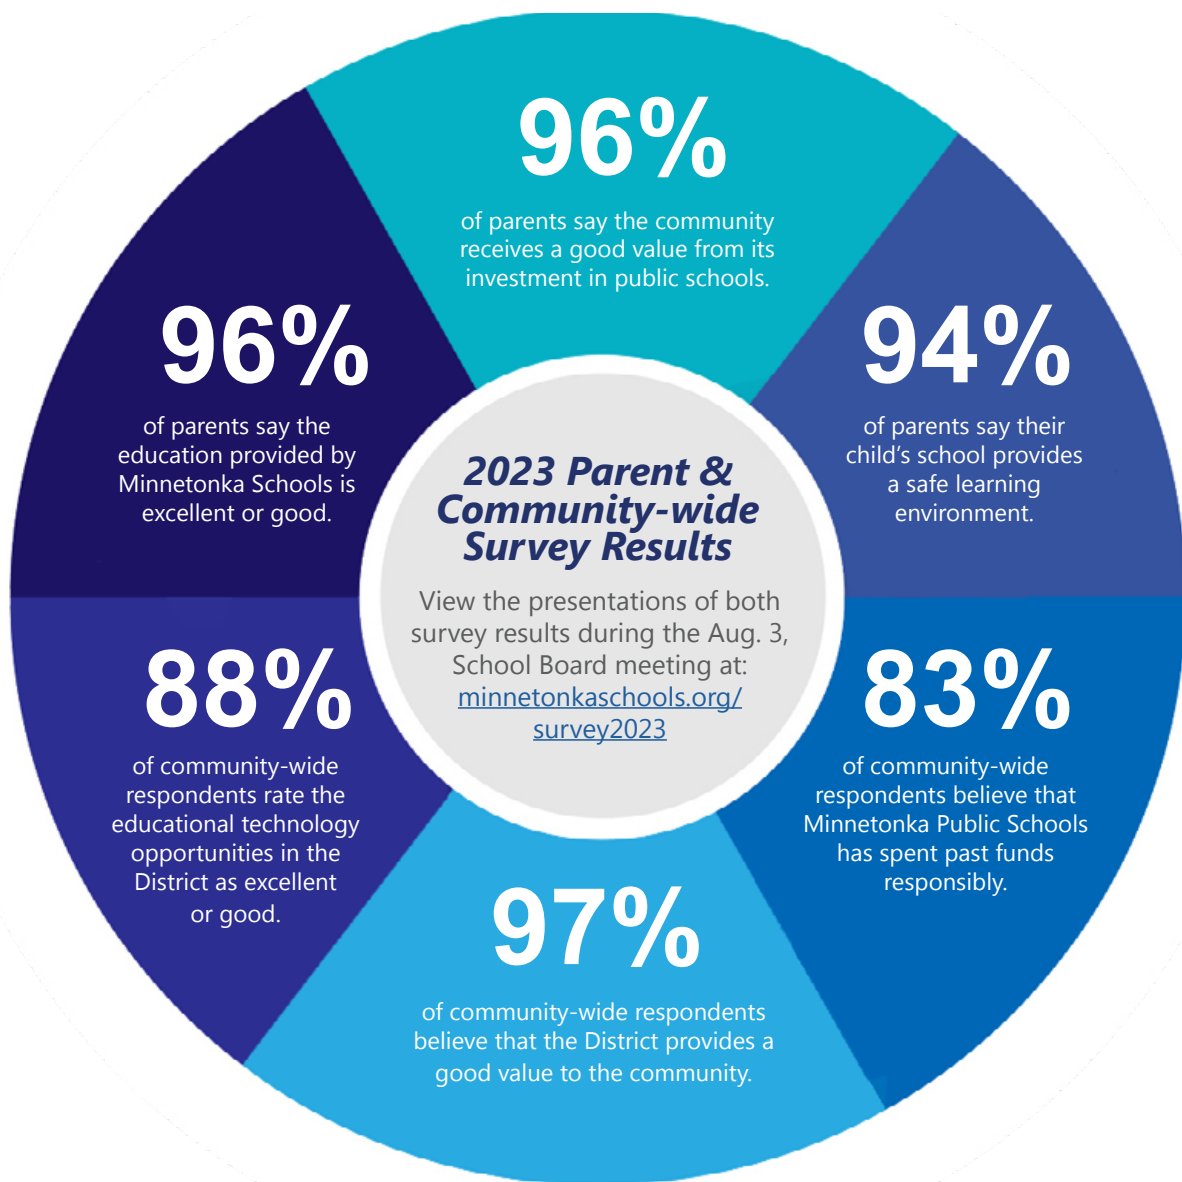 96%
of parents say the community
receives a good value from its
investment in public schools.
94%
of parents say their
child's school provides
a safe learning
environment.
83%
of community-wide
respondents believe that
Minnetonka Public Schools
has spent past funds
responsibly.
97%
of community-wide respondents
believe that the District provides a
good value to the community.
88%
of community-wide
respondents rate the
educational technology
opportunities in the
District as excellent
or good.
96%
of parents say the
education provided by
Minnetonka Schools is
excellent or good.
2023 Parent &
Community-wide
Survey Results
View the presentations of both
survey results during the Aug. 3,
School Board meeting at:
minnetonkaschools.org/
survey2023